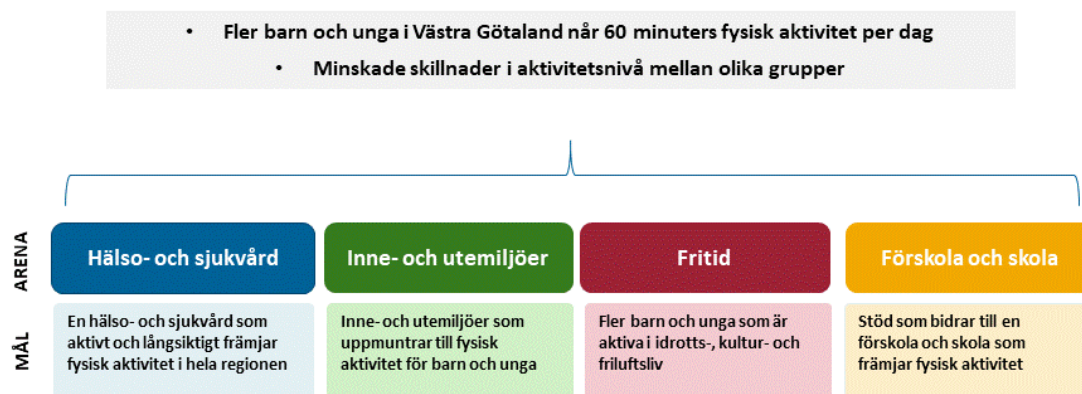 • Fler barn och unga i Västra Götaland når 60 minuters fysisk aktivitet per dag
• Minskade skillnader i aktivitetsnivå mellan olika grupper
ARENA
Hälso- och sjukvård
Inne- och utemiljöer
Fritid
Förskola och skola
MÅL
En hälso- och sjukvård som
aktivt och långsiktigt främjar
fysisk aktivitet i hela regionen
Inne- och utemiljöer som
uppmuntrar till fysisk
aktivitet för barn och unga
Fler barn och unga som är
aktiva i idrotts-, kultur- och
friluftsliv
Stöd som bidrar till en
förskola och skola som
främjar fysisk aktivitet